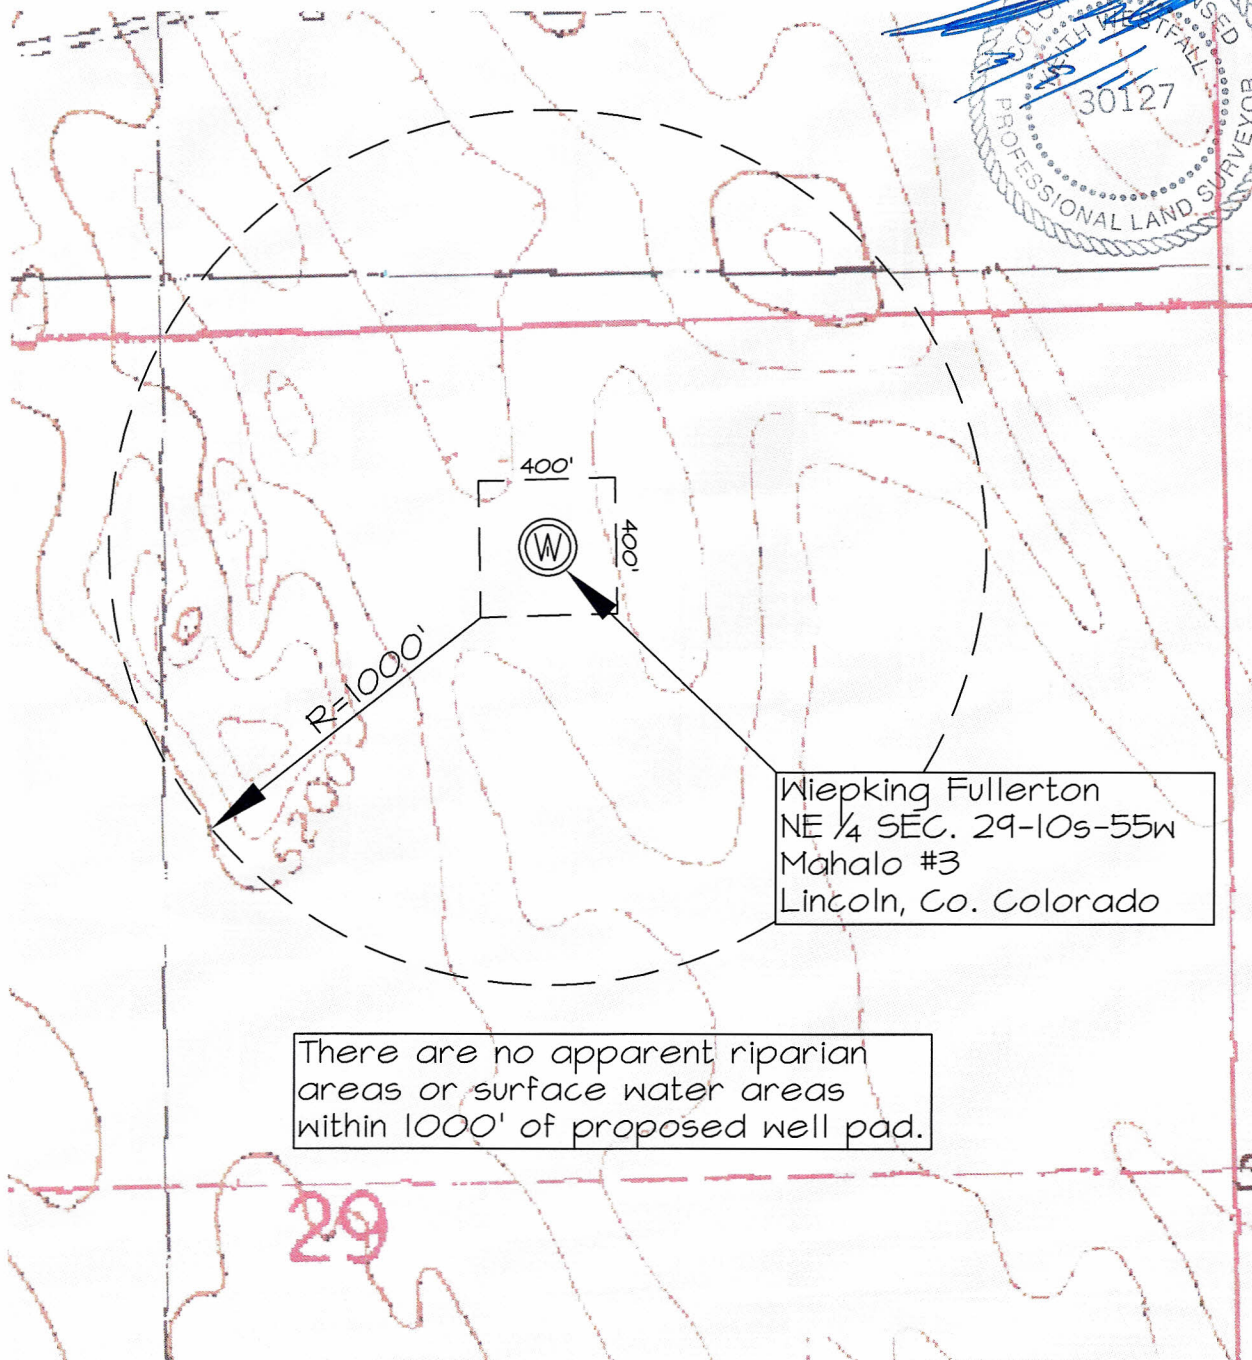 WESTFALL
30127
PROFESSIONAL LAND SURVEYOR
400'
W
400'
R=1000'
5200
Wiepking Fullerton
NE 1/4 SEC. 29-10s-55w
Mahalo #3
Lincoln, Co. Colorado
There are no apparent riparian
areas or surface water areas
within 1000' of proposed well pad.
29